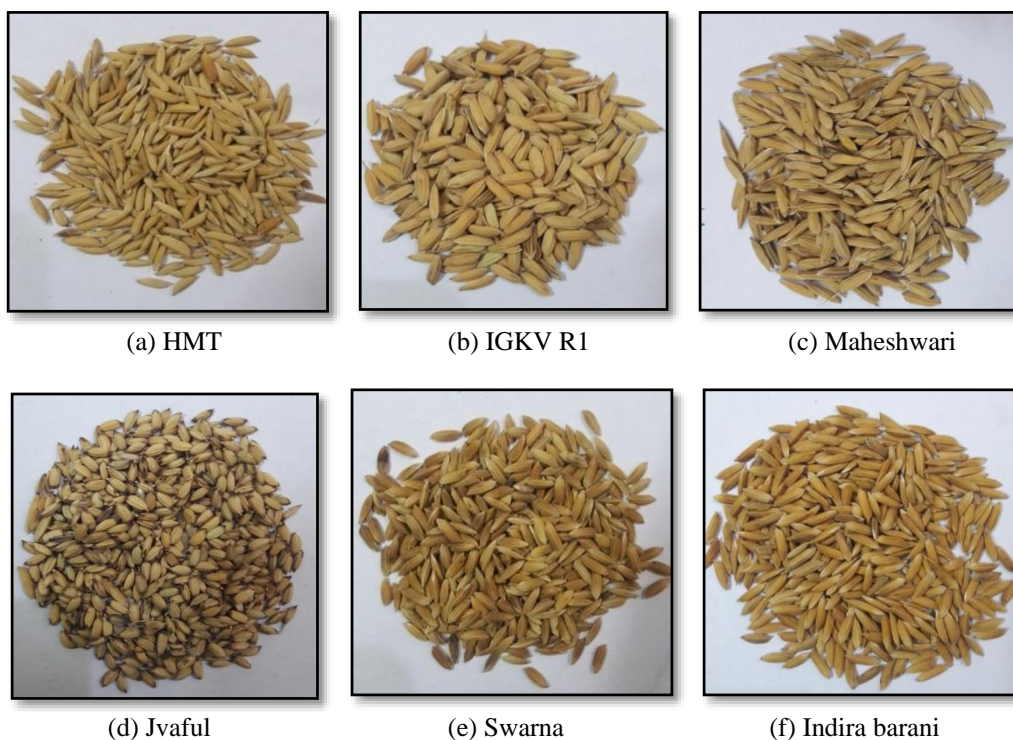 (a) HMT
(b) IGKV R1
(c) Maheshwari
(d) Jvaful
(e) Swarna
(f) Indira barani